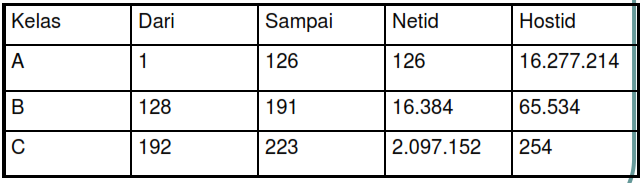 Kelas Dari Sampai Netid Hostid
A 1 126 126 16.277.214
B 128 191 16.384 65.534
C 192 223 2.097.152 254